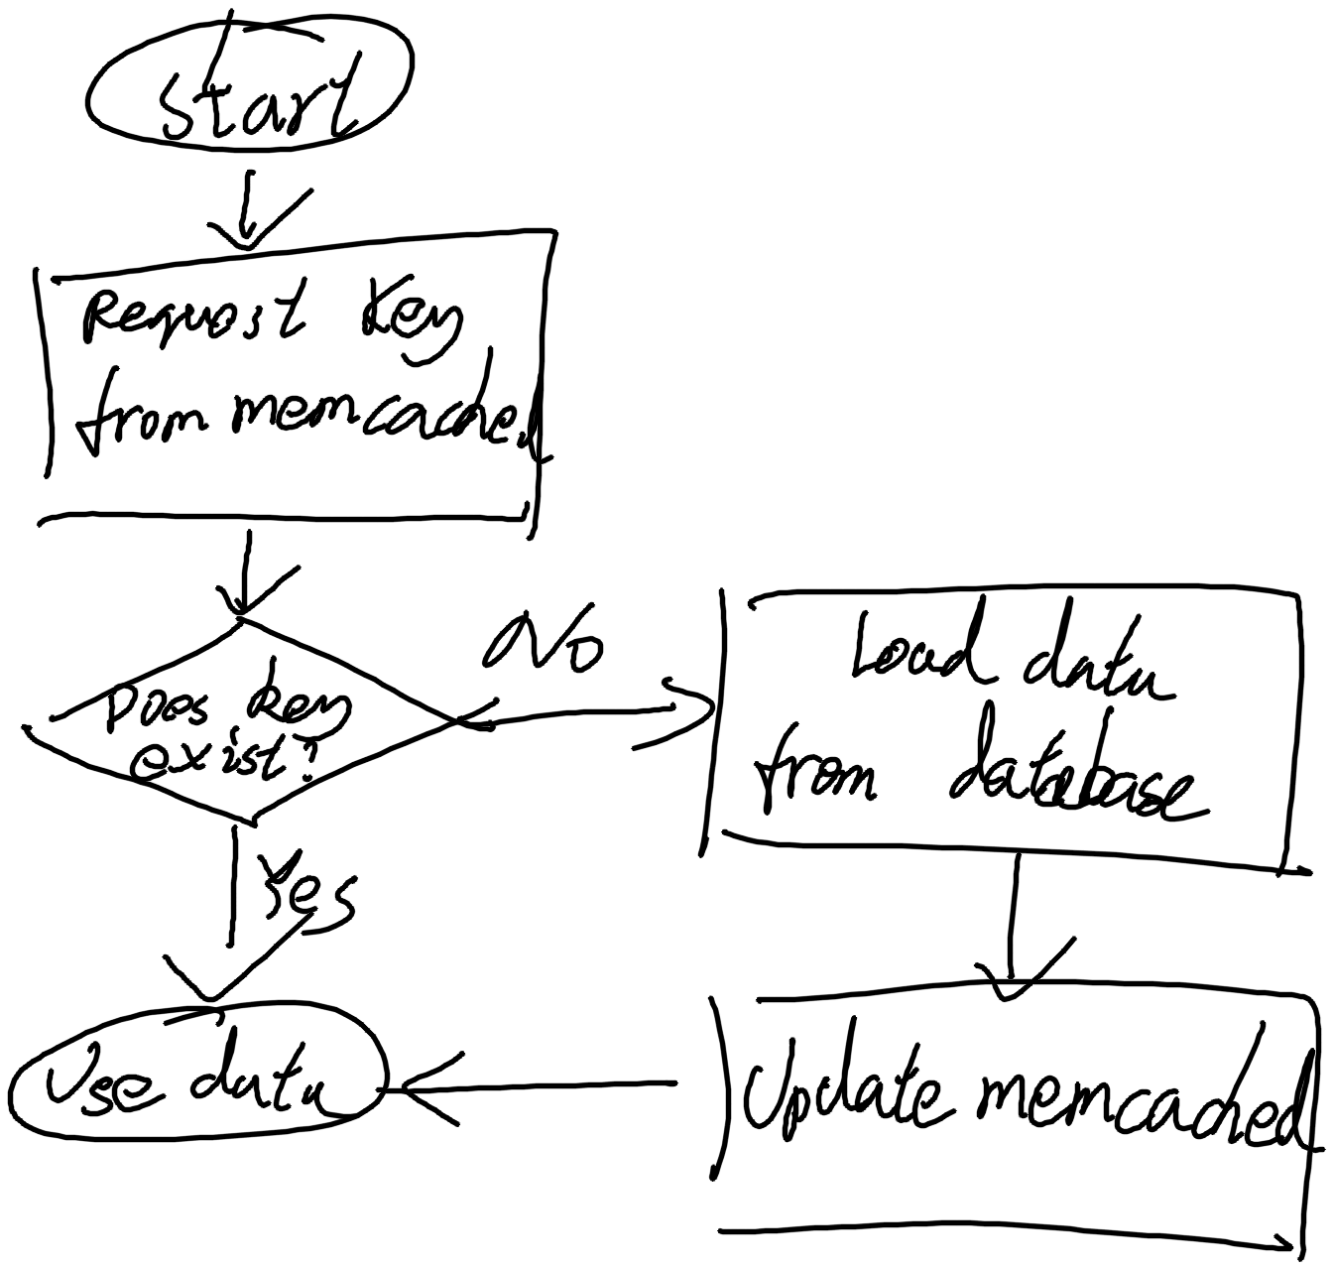 Start
Request Key
from memcached
Does key
exist?
No
Load data
from database
Yes
Use data
Update memcached